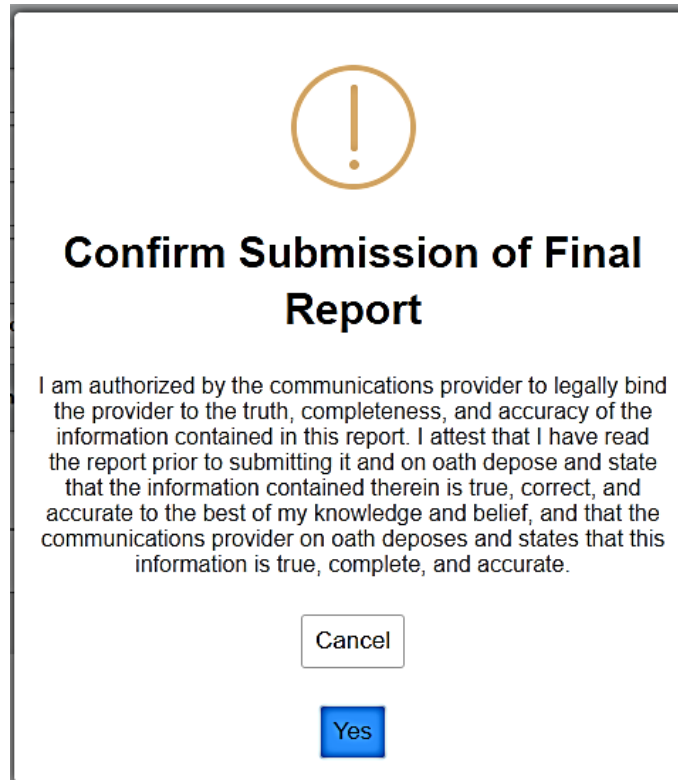 Confirm Submission of Final
Report
I am authorized by the communications provider to legally bind
the provider to the truth, completeness, and accuracy of the
information contained in this report. I attest that I have read
the report prior to submitting it and on oath depose and state
that the information contained therein is true, correct, and
accurate to the best of my knowledge and belief, and that the
communications provider on oath deposes and states that this
information is true, complete, and accurate.
Cancel
Yes